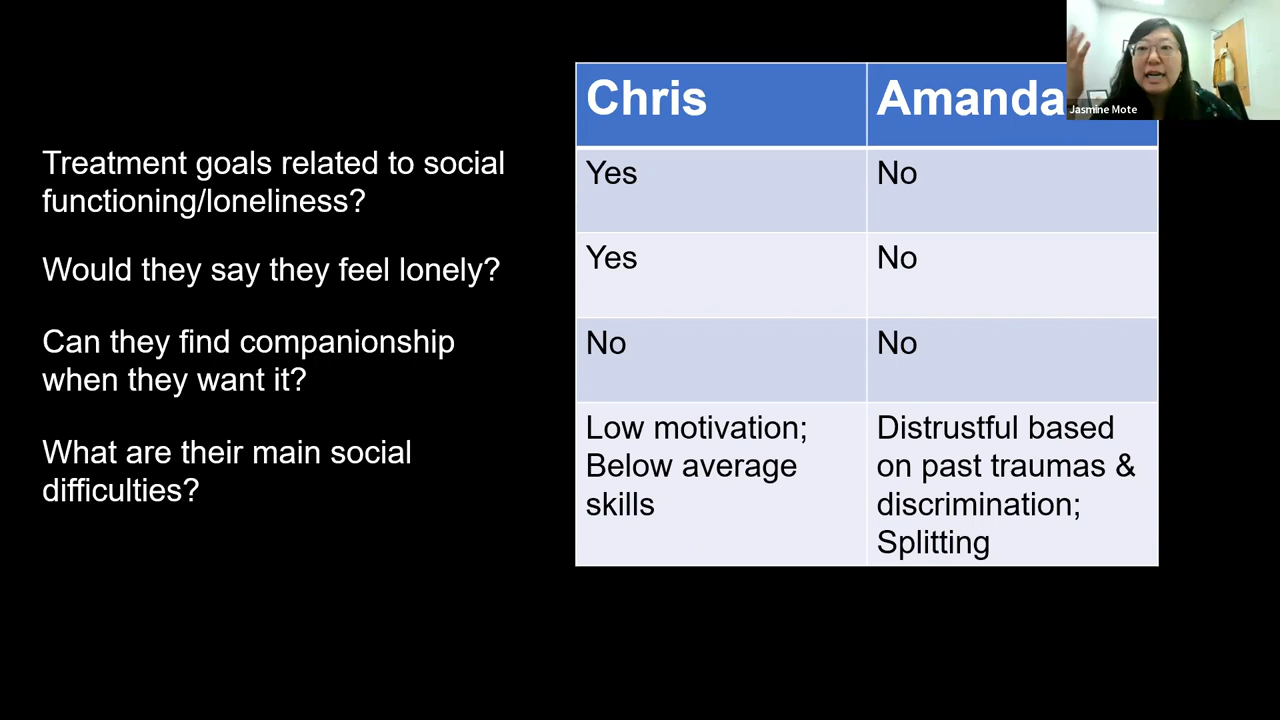 Chris
Amanda
Jasmine Mote
Treatment goals related to social
functioning/loneliness?
Yes
No
Would they say they feel lonely?
Yes
No
Can they find companionship
when they want it?
No
No
What are their main social
difficulties?
Low motivation;
Below average
skills
Distrustful based
on past traumas &
discrimination;
Splitting